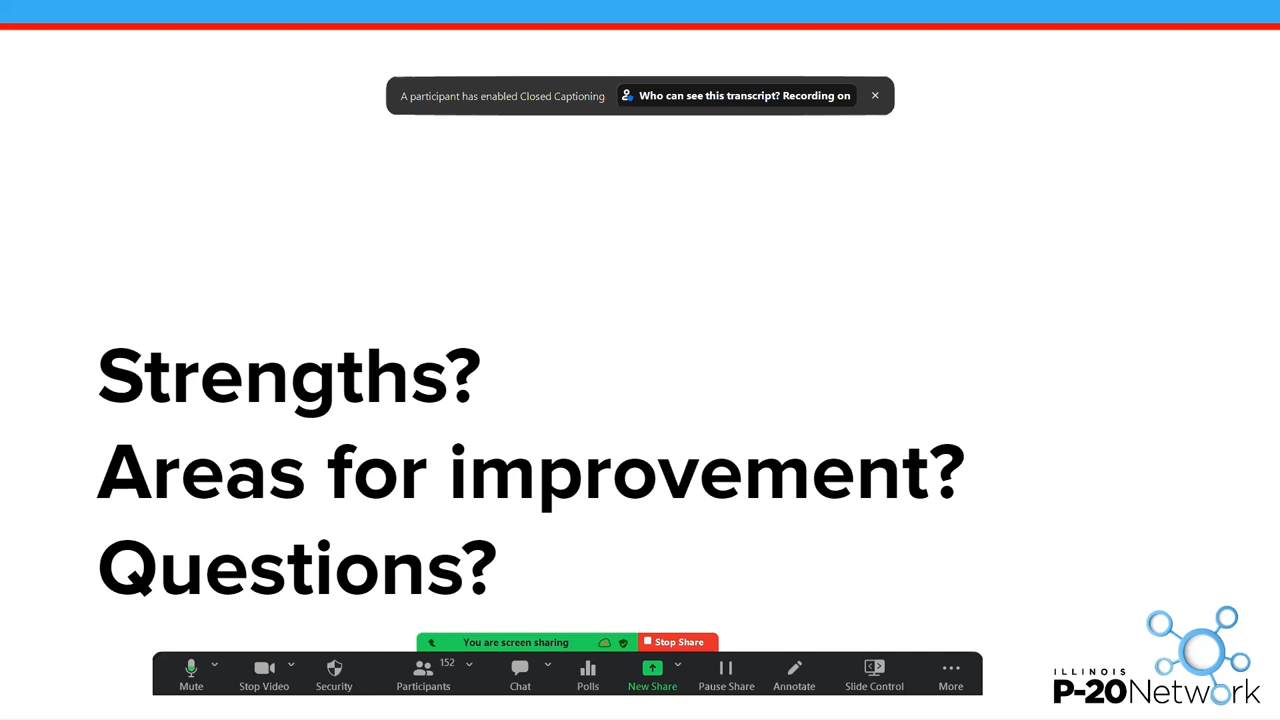 A participant has enabled Closed Captioning Who can see this transcript? Recording on
Strengths?
Areas for improvement?
Questions?
You are screen sharing Stop Share
152
Mute Stop Video Security Participants Chat Polls New Share Pause Share Annotate Slide Control More
ILLINOIS
P-20 Network